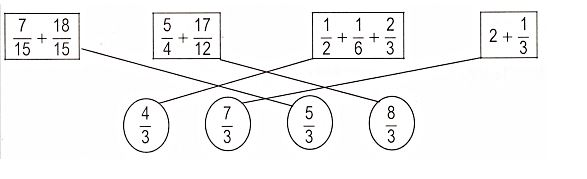 7/15 + 18/15
5/4 + 17/12
1/2 + 1/6 + 2/3
2 + 1/3
4/3
7/3
5/3
8/3